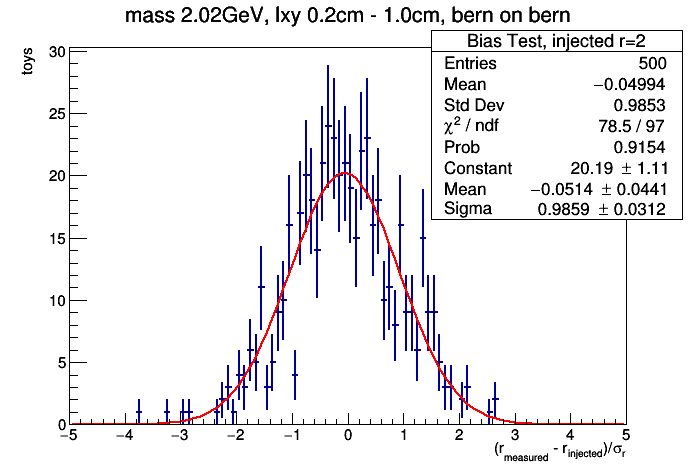 mass 2.02GeV, lxy 0.2cm - 1.0cm, bern on bern
Bias Test, injected r=2
Entries 500
Mean −0.04994
Std Dev 0.9853
χ² / ndf 78.5 / 97
Prob 0.9154
Constant 20.19 ± 1.11
Mean −0.0514 ± 0.0441
Sigma 0.9859 ± 0.0312
toys
30
25
20
15
10
5
0
−5 −4 −3 −2 −1 0 1 2 3 4 5
(r_measured - r_injected)/σ_r